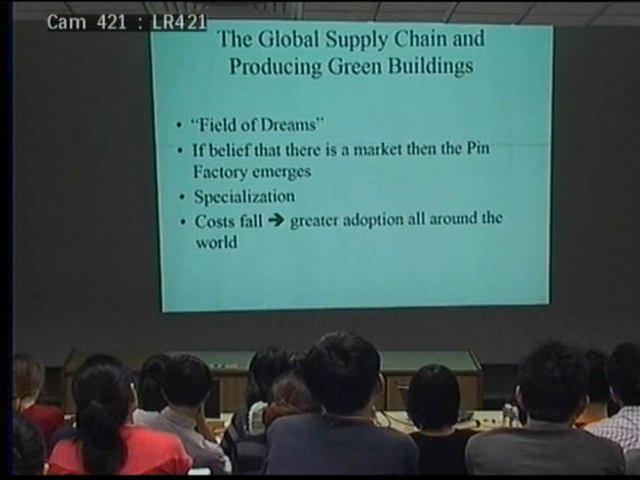 Cam 421 : LR421
The Global Supply Chain and
Producing Green Buildings
• “Field of Dreams”
• If belief that there is a market then the Pin
Factory emerges
• Specialization
• Costs fall ➔ greater adoption all around the
world